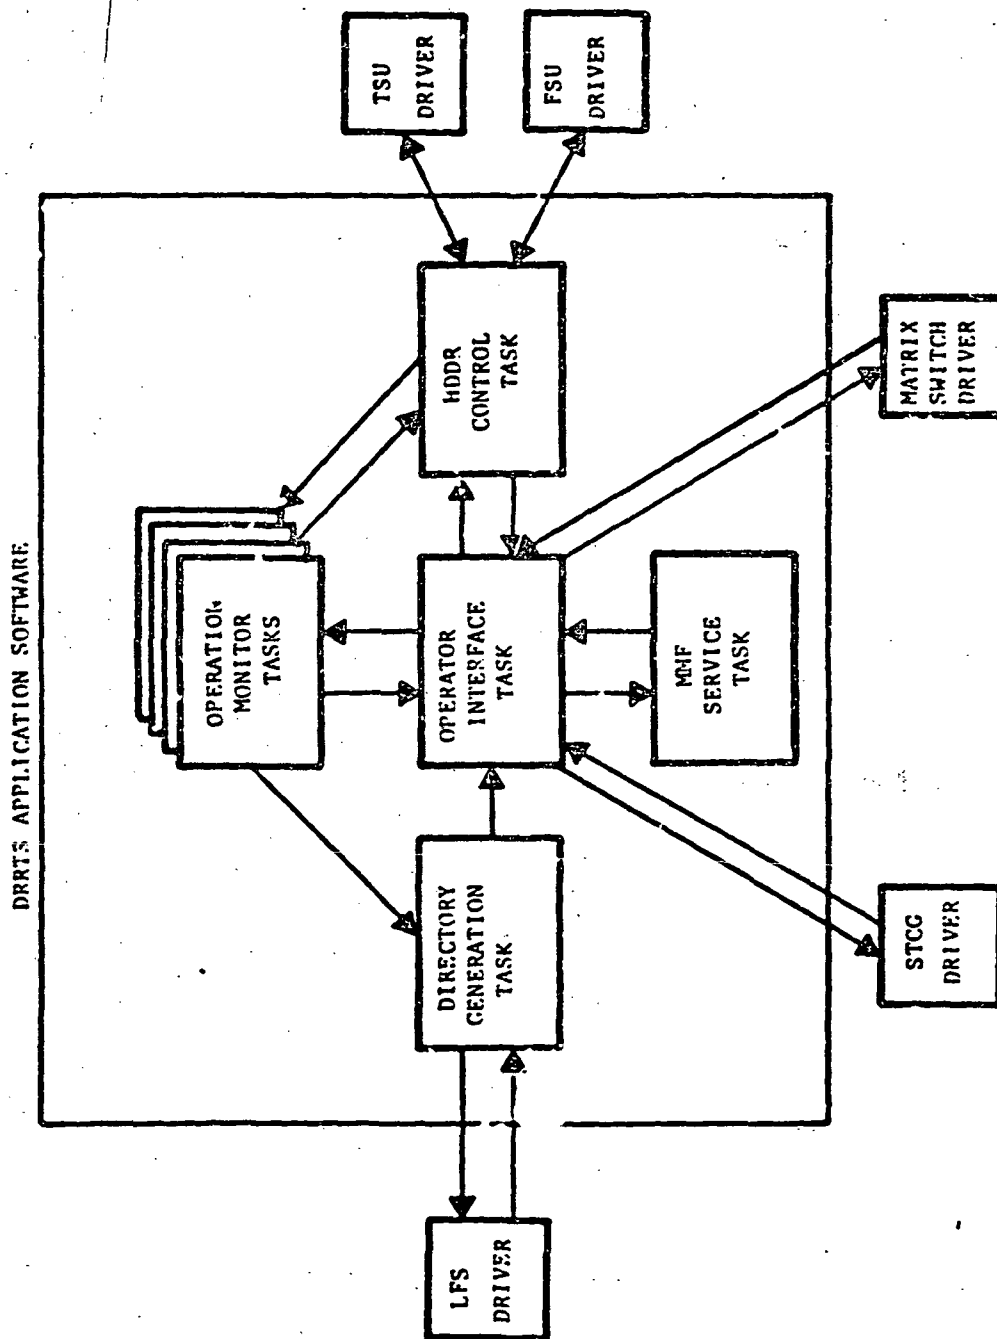 DRRTS APPLICATION SOFTWARE
OPERATION
MONITOR
TASKS
LFS
DRIVER
DIRECTORY
GENERATION
TASK
OPERATOR
INTERFACE
TASK
HDDR
CONTROL
TASK
TSU
DRIVER
FSU
DRIVER
MMF
SERVICE
TASK
STCG
DRIVER
MATRIX
SWITCH
DRIVER